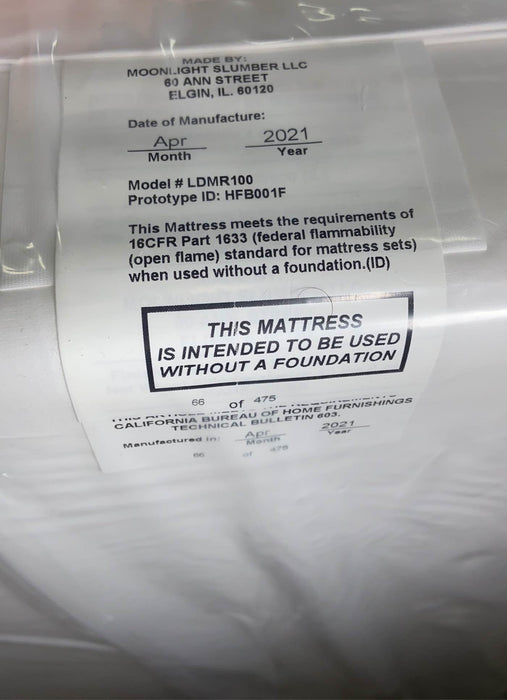 MADE BY:
MOONLIGHT SLUMBER LLC
60 ANN STREET
ELGIN, IL. 60120
Date of Manufacture:
Apr 2021
Month Year
Model # LDMR100
Prototype ID: HFB001F
This Mattress meets the requirements of
16CFR Part 1633 (federal flammability
(open flame) standard for mattress sets)
when used without a foundation.(ID)
THIS MATTRESS
IS INTENDED TO BE USED
WITHOUT A FOUNDATION
66 of 475
CALIFORNIA BUREAU OF HOME FURNISHINGS
TECHNICAL BULLETIN 603.
Manufactured in: Apr 2021
Month Year
66 of 475